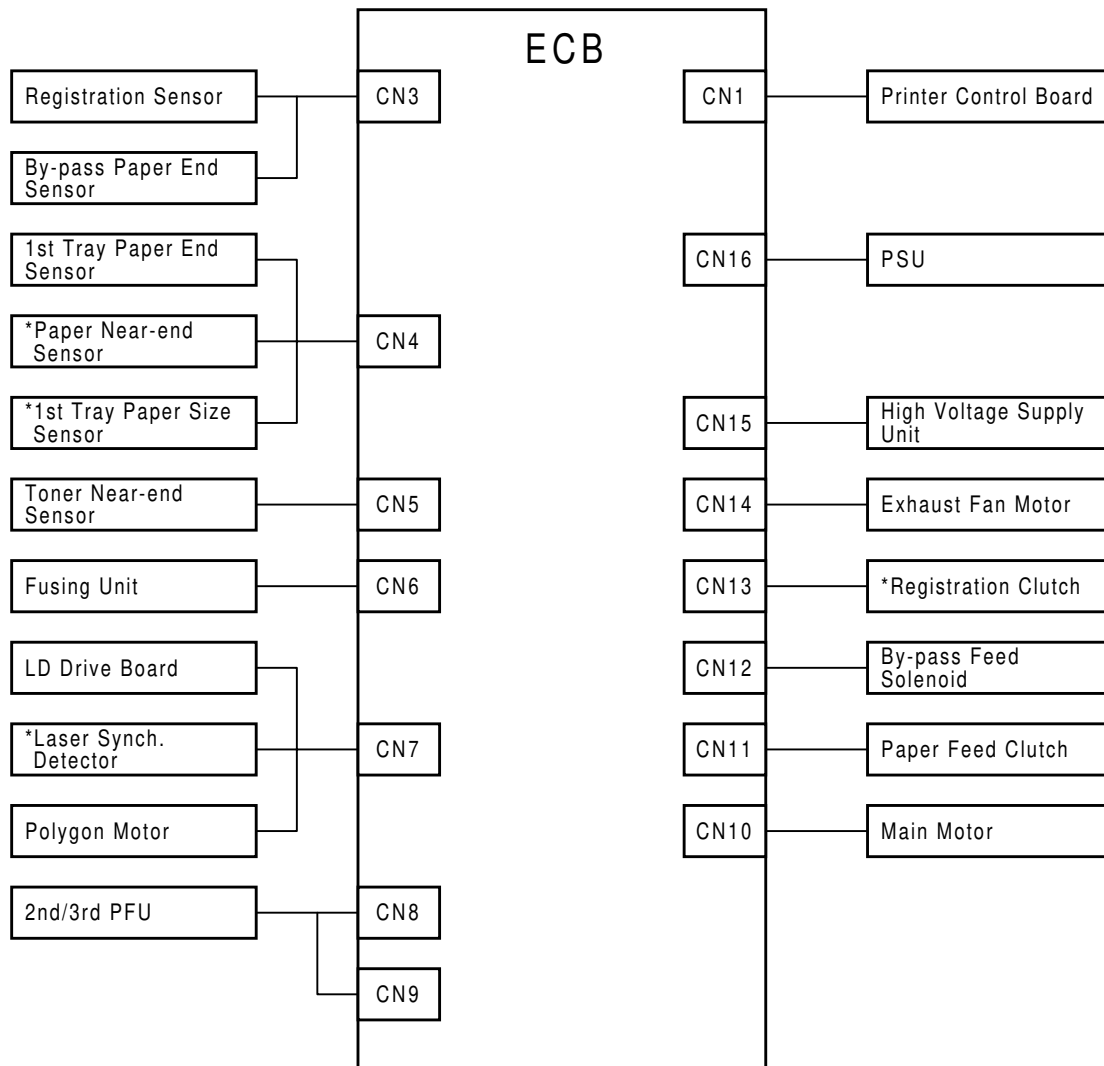 ECB
Registration Sensor
CN3
CN1
Printer Control Board
By-pass Paper End
Sensor
1st Tray Paper End
Sensor
CN16
PSU
*Paper Near-end
Sensor
CN4
*1st Tray Paper Size
Sensor
CN15
High Voltage Supply
Unit
Toner Near-end
Sensor
CN5
CN14
Exhaust Fan Motor
Fusing Unit
CN6
CN13
*Registration Clutch
LD Drive Board
CN12
By-pass Feed
Solenoid
*Laser Synch.
Detector
CN7
CN11
Paper Feed Clutch
Polygon Motor
CN10
Main Motor
2nd/3rd PFU
CN8
CN9